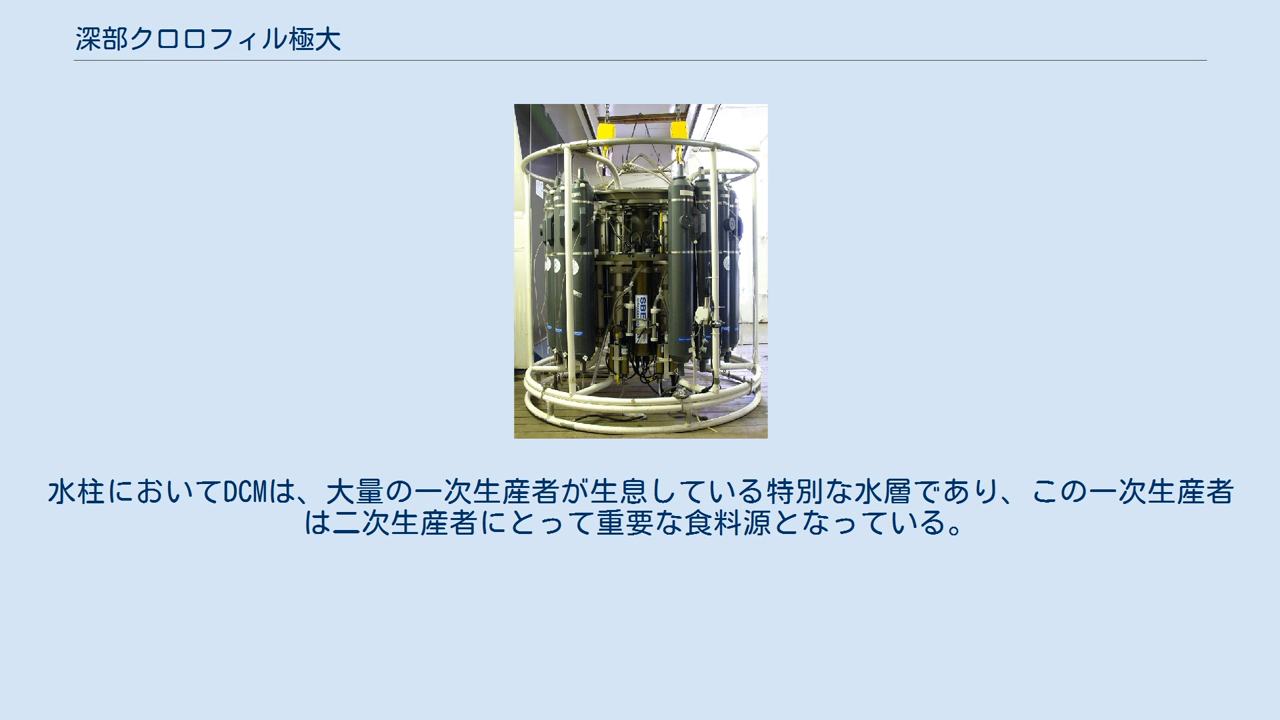 深部クロロフィル極大
SBE
水柱においてDCMは、大量の一次生産者が生息している特別な水層であり、この一次生産者
は二次生産者にとって重要な食料源となっている。